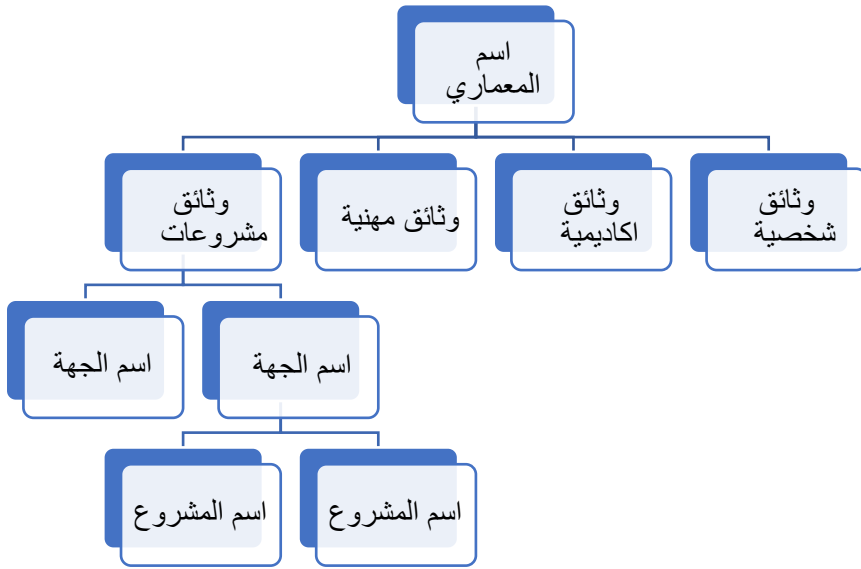 اسم
المعماري
وثائق
شخصية
وثائق
اكاديمية
وثائق مهنية
وثائق
مشروعات
اسم الجهة
اسم الجهة
اسم المشروع
اسم المشروع